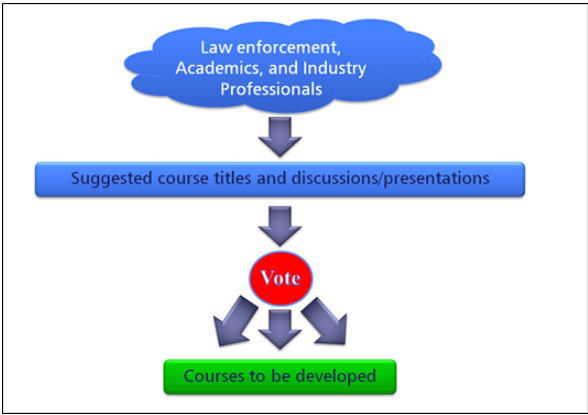 Law enforcement,
Academics, and Industry
Professionals
Suggested course titles and discussions/presentations
Vote
Courses to be developed